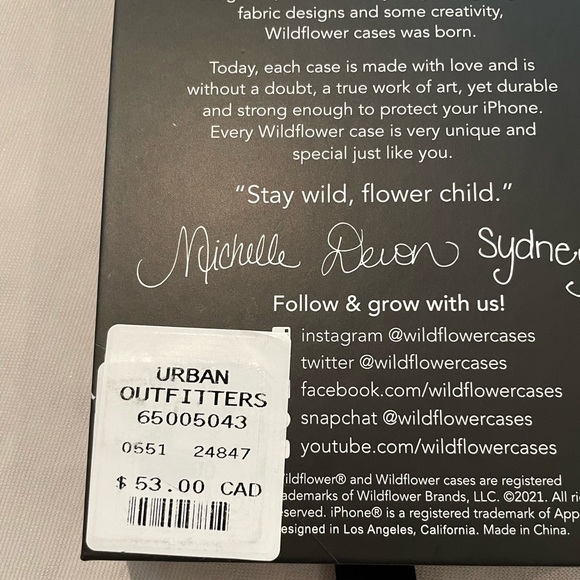 fabric designs and some creativity,
Wildflower cases was born.
Today, each case is made with love and is
without a doubt, a true work of art, yet durable
and strong enough to protect your iPhone.
Every Wildflower case is very unique and
special just like you.
“Stay wild, flower child.”
Michelle Devon Sydney
Follow & grow with us!
instagram @wildflowercases
twitter @wildflowercases
facebook.com/wildflowercases
snapchat @wildflowercases
youtube.com/wildflowercases
ildflower® and Wildflower cases are registered
ademarks of Wildflower Brands, LLC. ©2021. All ri
eserved. iPhone® is a registered trademark of App
esigned in Los Angeles, California. Made in China.
URBAN
OUTFITTERS
65005043
0551 24847
$ 53.00 CAD